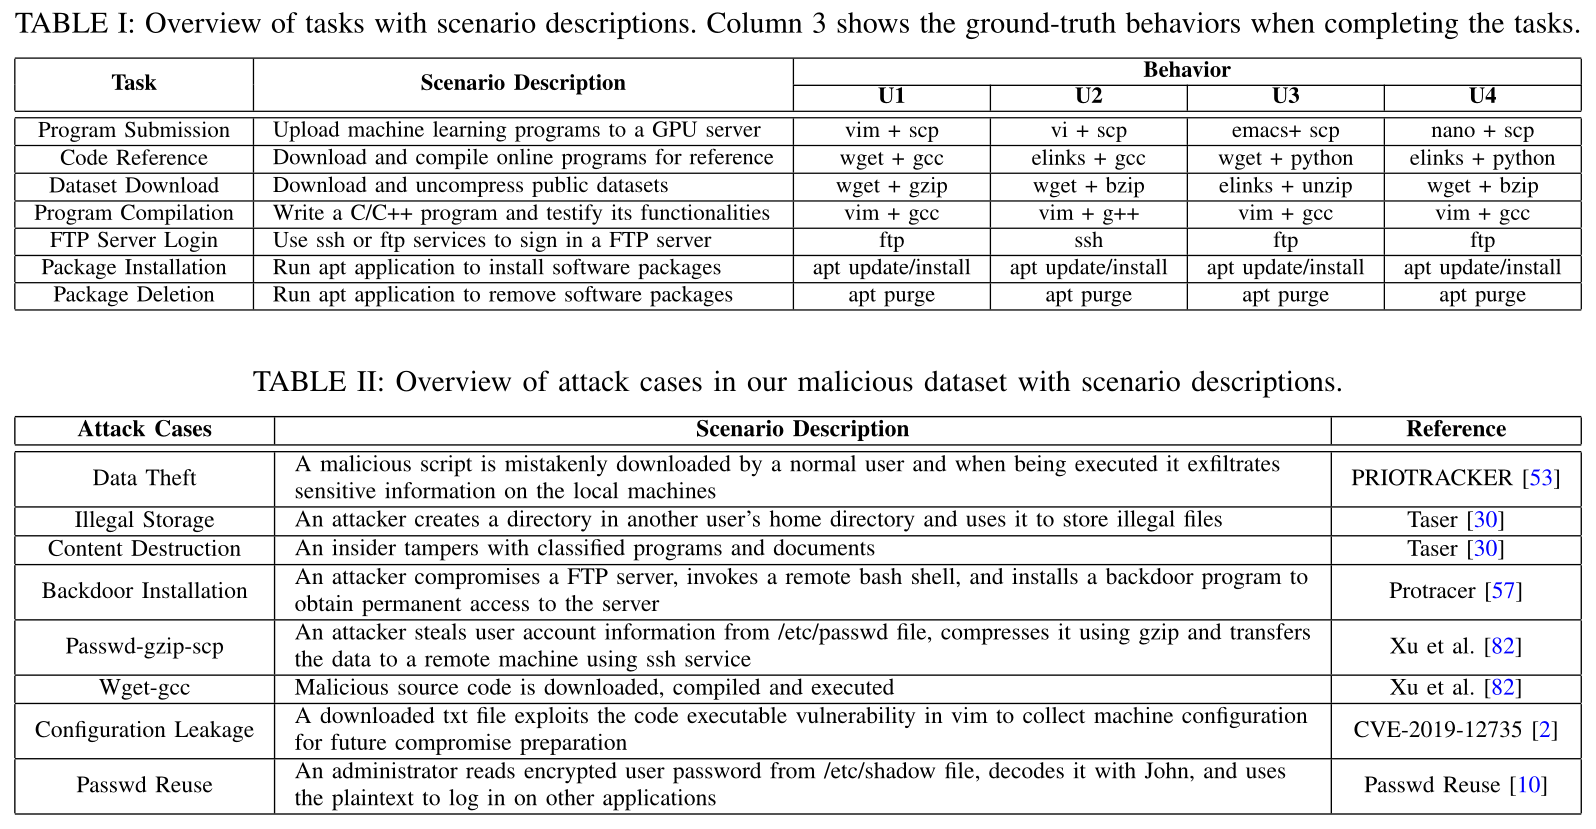 TABLE I: Overview of tasks with scenario descriptions. Column 3 shows the ground-truth behaviors when completing the tasks.
Task Scenario Description Behavior
U1 U2 U3 U4
Program Submission Upload machine learning programs to a GPU server vim + scp vi + scp emacs+ scp nano + scp
Code Reference Download and compile online programs for reference wget + gcc elinks + gcc wget + python elinks + python
Dataset Download Download and uncompress public datasets wget + gzip wget + bzip elinks + unzip wget + bzip
Program Compilation Write a C/C++ program and testify its functionalities vim + gcc vim + g++ vim + gcc vim + gcc
FTP Server Login Use ssh or ftp services to sign in a FTP server ftp ssh ftp ftp
Package Installation Run apt application to install software packages apt update/install apt update/install apt update/install apt update/install
Package Deletion Run apt application to remove software packages apt purge apt purge apt purge apt purge
TABLE II: Overview of attack cases in our malicious dataset with scenario descriptions.
Attack Cases Scenario Description Reference
Data Theft A malicious script is mistakenly downloaded by a normal user and when being executed it exfiltrates
sensitive information on the local machines PRIOTRACKER [53]
Illegal Storage An attacker creates a directory in another user's home directory and uses it to store illegal files Taser [30]
Content Destruction An insider tampers with classified programs and documents Taser [30]
Backdoor Installation An attacker compromises a FTP server, invokes a remote bash shell, and installs a backdoor program to
obtain permanent access to the server Protracer [57]
Passwd-gzip-scp An attacker steals user account information from /etc/passwd file, compresses it using gzip and transfers
the data to a remote machine using ssh service Xu et al. [82]
Wget-gcc Malicious source code is downloaded, compiled and executed Xu et al. [82]
Configuration Leakage A downloaded txt file exploits the code executable vulnerability in vim to collect machine configuration
for future compromise preparation CVE-2019-12735 [2]
Passwd Reuse An administrator reads encrypted user password from /etc/shadow file, decodes it with John, and uses
the plaintext to log in on other applications Passwd Reuse [10]